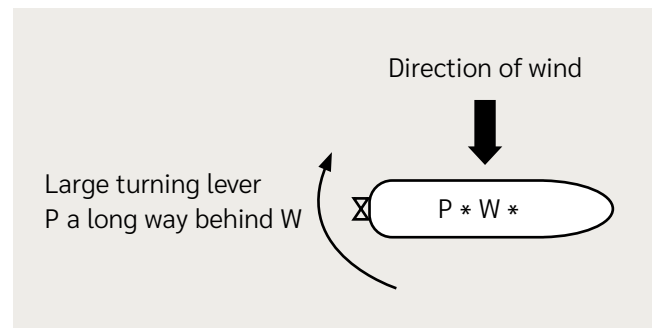 Direction of wind
Large turning lever
P a long way behind W
P * W *